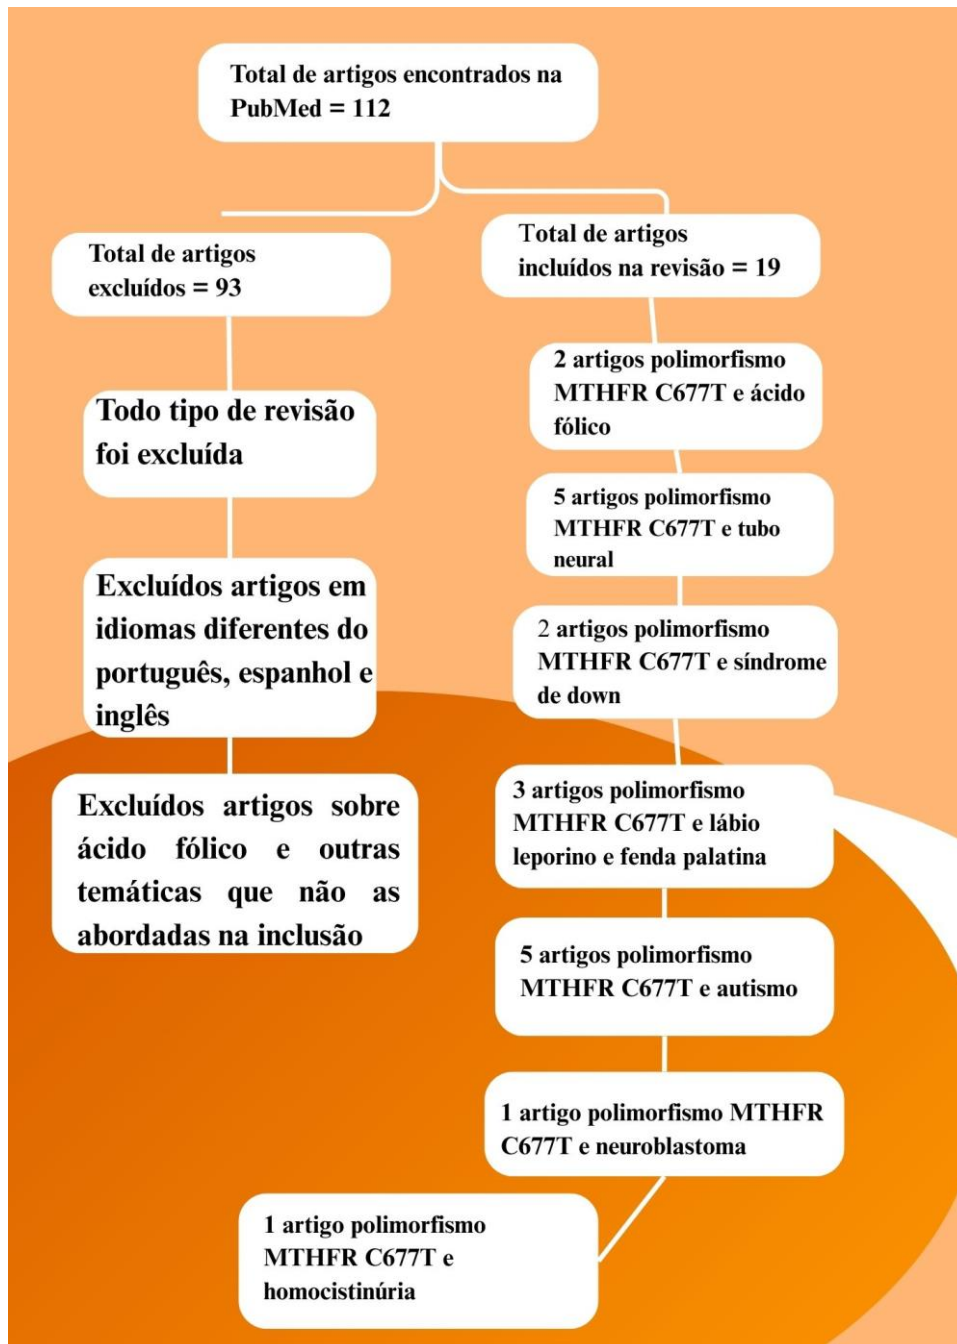 Total de artigos encontrados na
PubMed = 112
Total de artigos
excluídos = 93
Todo tipo de revisão
foi excluída
Excluídos artigos em
idiomas diferentes do
português, espanhol e
inglês
Excluídos artigos sobre
ácido fólico e outras
temáticas que não as
abordadas na inclusão
Total de artigos
incluídos na revisão = 19
2 artigos polimorfismo
MTHFR C677T e ácido
fólico
5 artigos polimorfismo
MTHFR C677T e tubo
neural
2 artigos polimorfismo
MTHFR C677T e síndrome
de down
3 artigos polimorfismo
MTHFR C677T e lábio
leporino e fenda palatina
5 artigos polimorfismo
MTHFR C677T e autismo
1 artigo polimorfismo MTHFR
C677T e neuroblastoma
1 artigo polimorfismo
MTHFR C677T e
homocistinúria